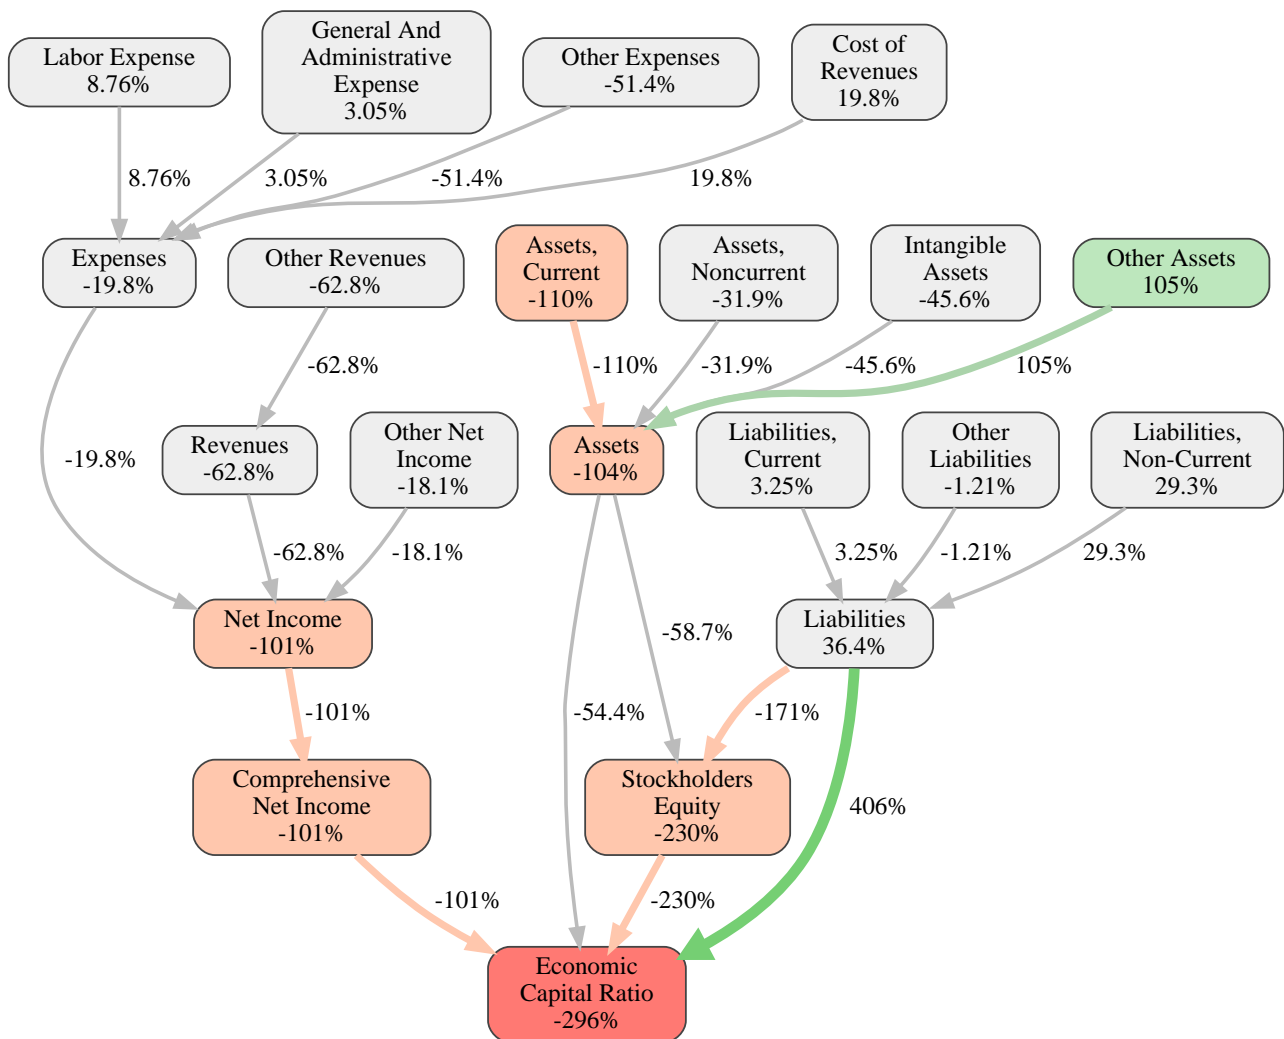 Labor Expense
8.76%
General And
Administrative
Expense
3.05%
Other Expenses
-51.4%
Cost of
Revenues
19.8%
8.76%
3.05%
-51.4%
19.8%
Expenses
-19.8%
Other Revenues
-62.8%
Assets,
Current
-110%
Assets,
Noncurrent
-31.9%
Intangible
Assets
-45.6%
Other Assets
105%
-62.8%
-110%
-31.9%
-45.6%
105%
-19.8%
Revenues
-62.8%
Other Net
Income
-18.1%
Assets
-104%
Liabilities,
Current
3.25%
Other
Liabilities
-1.21%
Liabilities,
Non-Current
29.3%
-62.8%
-18.1%
3.25%
-1.21%
29.3%
Net Income
-101%
-58.7%
Liabilities
36.4%
-101%
-54.4%
-171%
Comprehensive
Net Income
-101%
Stockholders
Equity
-230%
406%
-101%
-230%
Economic
Capital Ratio
-296%